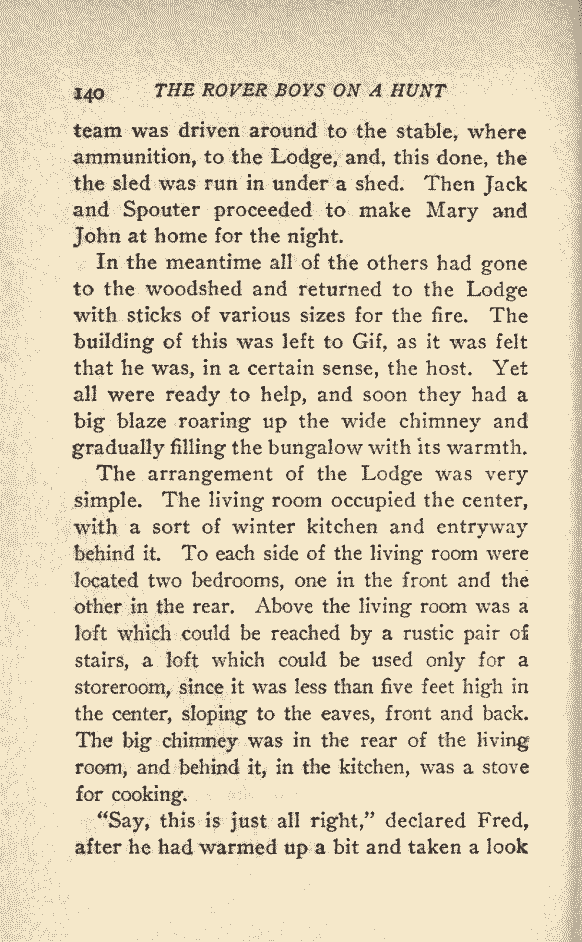 140 THE ROVER BOYS ON A HUNT
team was driven around to the stable, where
ammunition, to the Lodge, and, this done, the
the sled was run in under a shed. Then Jack
and Spouter proceeded to make Mary and
John at home for the night.
In the meantime all of the others had gone
to the woodshed and returned to the Lodge
with sticks of various sizes for the fire. The
building of this was left to Gif, as it was felt
that he was, in a certain sense, the host. Yet
all were ready to help, and soon they had a
big blaze roaring up the wide chimney and
gradually filling the bungalow with its warmth.
The arrangement of the Lodge was very
simple. The living room occupied the center,
with a sort of winter kitchen and entryway
behind it. To each side of the living room were
located two bedrooms, one in the front and the
other in the rear. Above the living room was a
loft which could be reached by a rustic pair of
stairs, a loft which could be used only for a
storeroom, since it was less than five feet high in
the center, sloping to the eaves, front and back.
The big chimney was in the rear of the living
room, and behind it, in the kitchen, was a stove
for cooking.
“Say, this is just all right,” declared Fred,
after he had warmed up a bit and taken a look